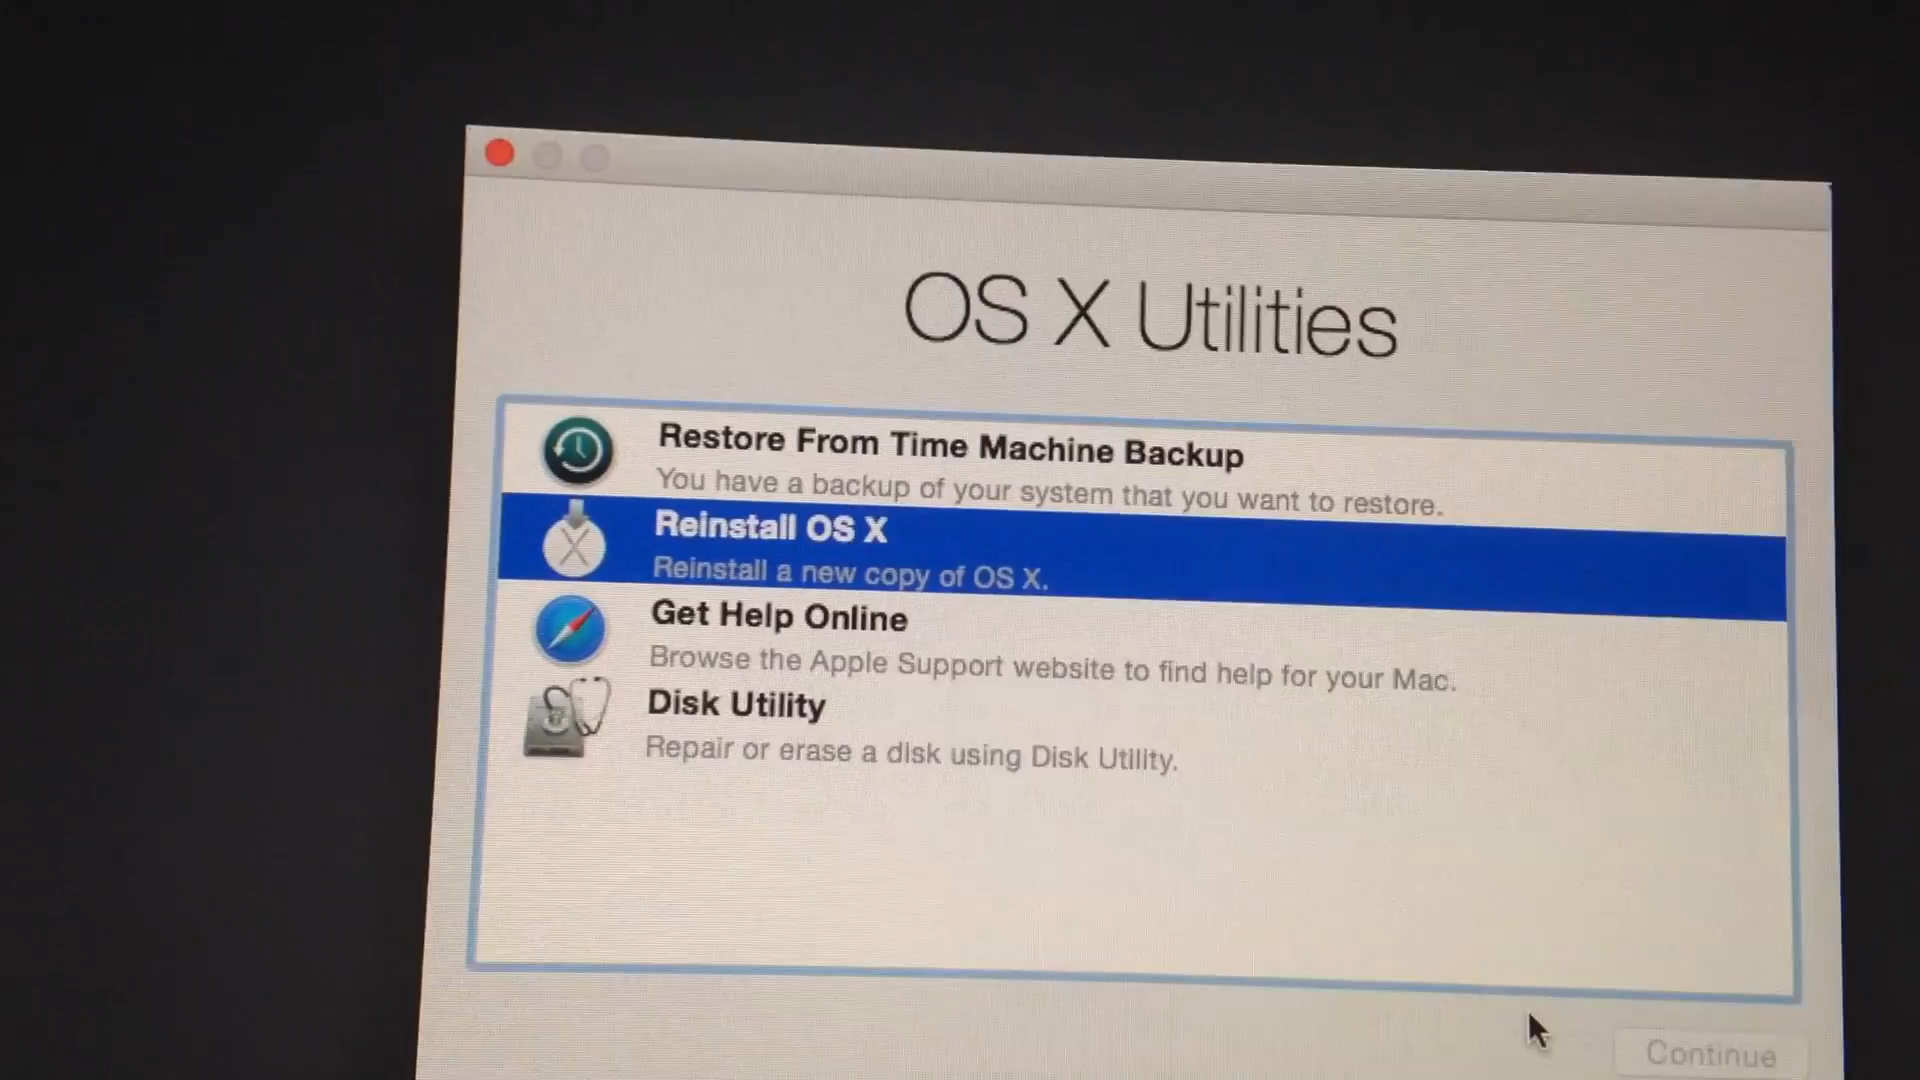 OS X Utilities
Restore From Time Machine Backup
You have a backup of your system that you want to restore.
Reinstall OS X
Reinstall a new copy of OS X.
Get Help Online
Browse the Apple Support website to find help for your Mac.
Disk Utility
Repair or erase a disk using Disk Utility.
Continue